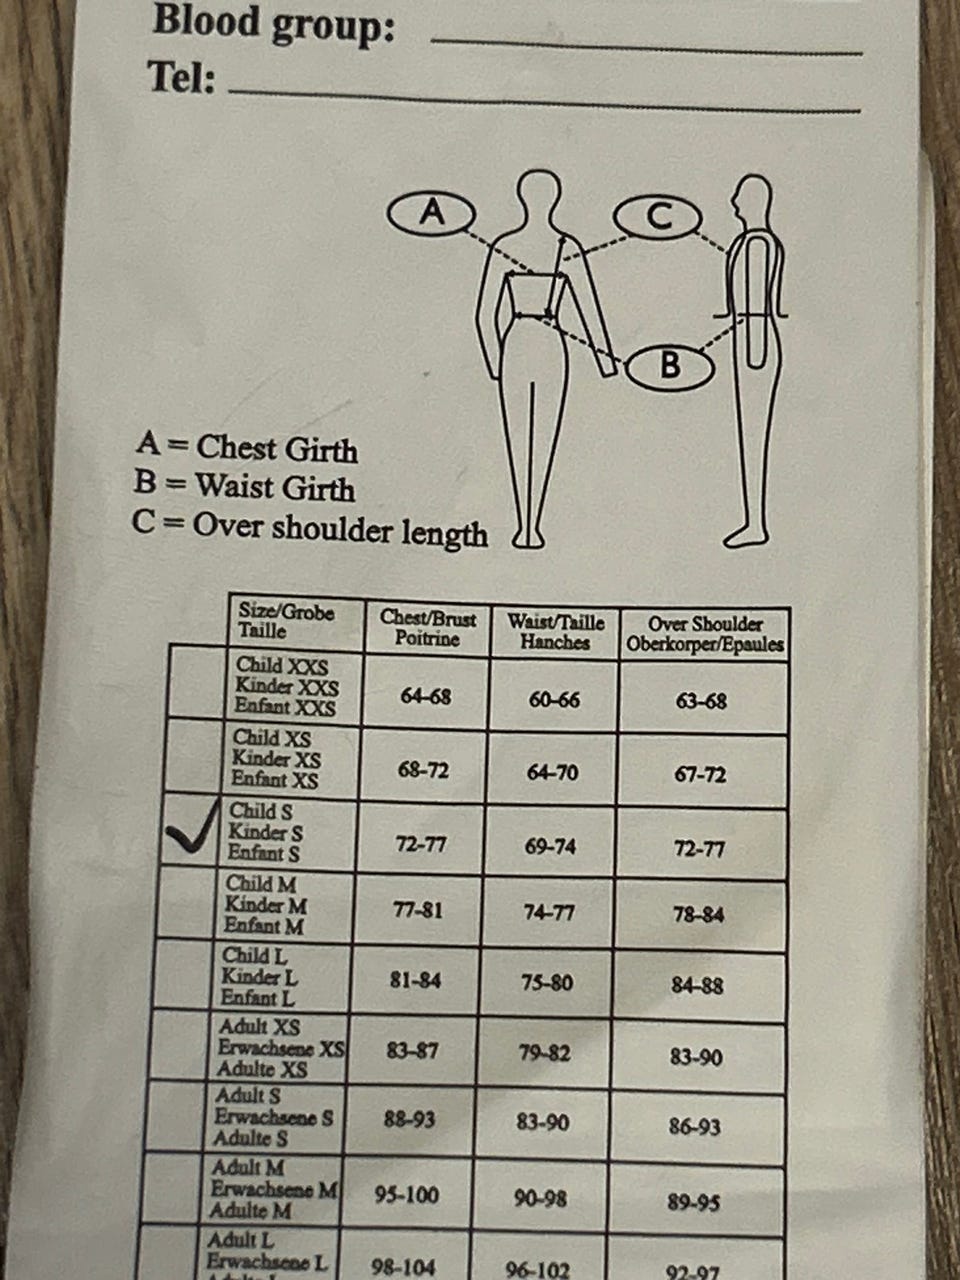 Blood group:
Tel:
A
C
B
A = Chest Girth
B = Waist Girth
C = Over shoulder length
Size/Grobe Taille Chest/Brust Poitrine Waist/Taille Hanches Over Shoulder Oberkorper/Epaules
Child XXS Kinder XXS Enfant XXS 64-68 60-66 63-68
Child XS Kinder XS Enfant XS 68-72 64-70 67-72
Child S Kinder S Enfant S 72-77 69-74 72-77
Child M Kinder M Enfant M 77-81 74-77 78-84
Child L Kinder L Enfant L 81-84 75-80 84-88
Adult XS Erwachsene XS Adulte XS 83-87 79-82 83-90
Adult S Erwachsene S Adulte S 88-93 83-90 86-93
Adult M Erwachsene M Adulte M 95-100 90-98 89-95
Adult L Erwachsene L 98-104 96-102 92-97